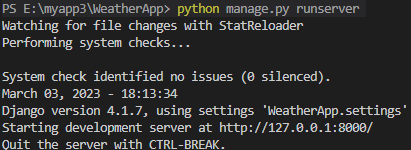 PS E:\myapp3\WeatherApp> python manage.py runserver
Watching for file changes with StatReloader
Performing system checks...

System check identified no issues (0 silenced).
March 03, 2023 - 18:13:34
Django version 4.1.7, using settings 'WeatherApp.settings'
Starting development server at http://127.0.0.1:8000/
Quit the server with CTRL-BREAK.